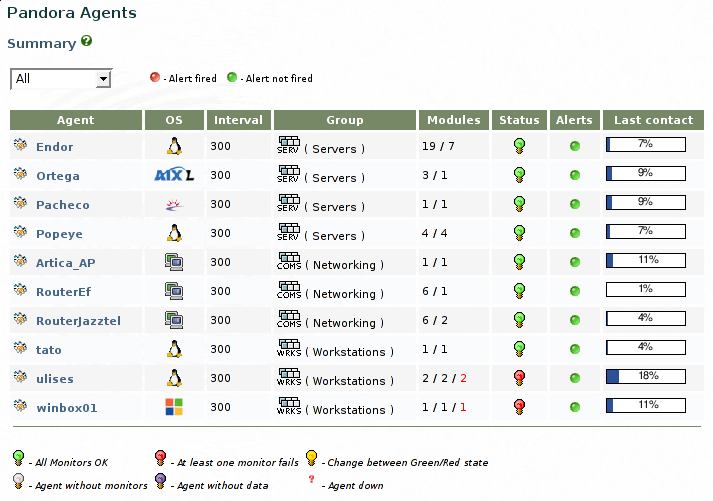 Pandora Agents
Summary ?
All
- Alert fired - Alert not fired
Agent OS Interval Group Modules Status Alerts Last contact
Endor 300 SERV ( Servers ) 19 / 7 7%
Ortega AIX L 300 SERV ( Servers ) 3 / 1 9%
Pacheco 300 SERV ( Servers ) 1 / 1 9%
Popeye 300 SERV ( Servers ) 4 / 4 7%
Artica_AP 300 COMS ( Networking ) 1 / 1 11%
RouterEf 300 COMS ( Networking ) 6 / 1 1%
RouterJazztel 300 COMS ( Networking ) 6 / 2 4%
tato 300 WRKS ( Workstations ) 1 / 1 4%
ulises 300 WRKS ( Workstations ) 2 / 2 / 2 18%
winbox01 300 WRKS ( Workstations ) 1 / 1 / 1 11%
- All Monitors OK - At least one monitor fails - Change between Green/Red state
- Agent without monitors - Agent without data ? - Agent down